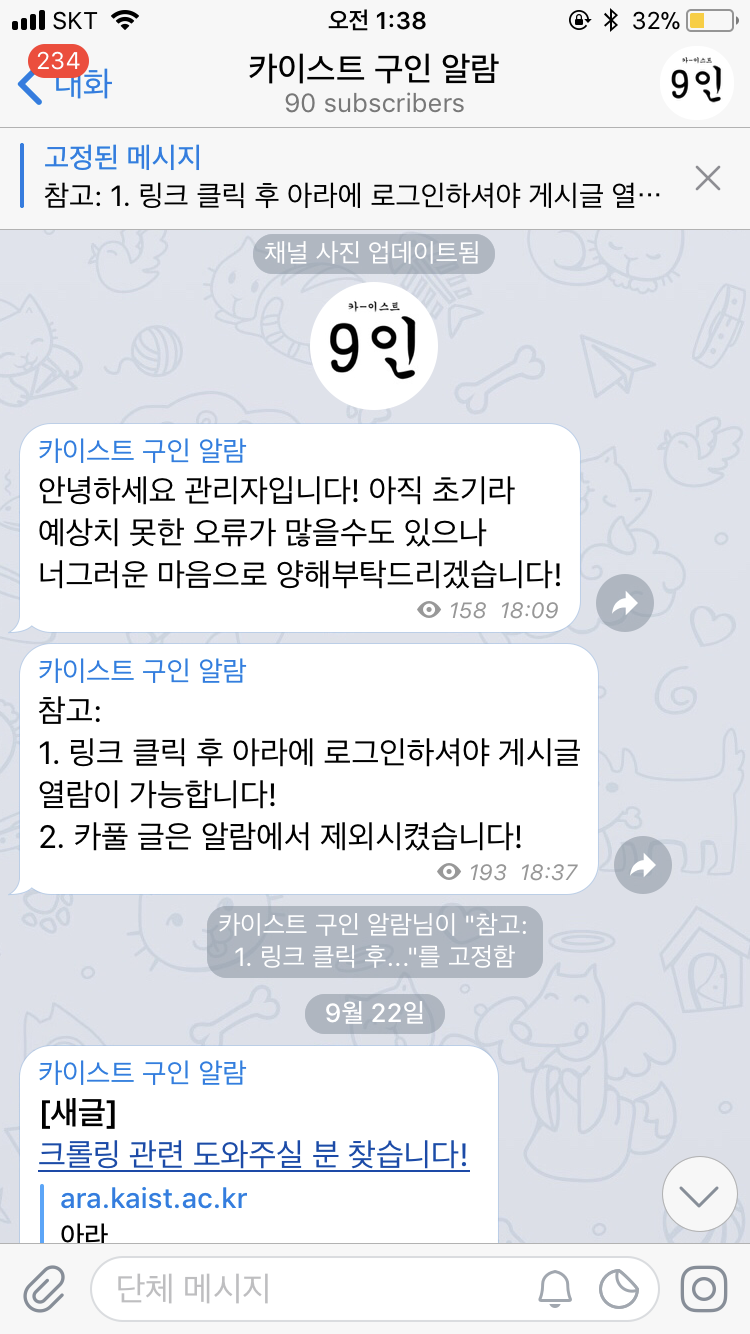 SKT 오전 1:38 32%
234
대화
카이스트 구인 알람
90 subscribers
카-이스트
9인
고정된 메시지
참고: 1. 링크 클릭 후 아라에 로그인하셔야 게시글 열…
채널 사진 업데이트됨
카-이스트
9인
카이스트 구인 알람
안녕하세요 관리자입니다! 아직 초기라
예상치 못한 오류가 많을수도 있으나
너그러운 마음으로 양해부탁드리겠습니다!
158 18:09
카이스트 구인 알람
참고:
1. 링크 클릭 후 아라에 로그인하셔야 게시글
열람이 가능합니다!
2. 카풀 글은 알람에서 제외시켰습니다!
193 18:37
카이스트 구인 알람님이 "참고:
1. 링크 클릭 후..."를 고정함
9월 22일
카이스트 구인 알람
[새글]
크롤링 관련 도와주실 분 찾습니다!
ara.kaist.ac.kr
아라
단체 메시지